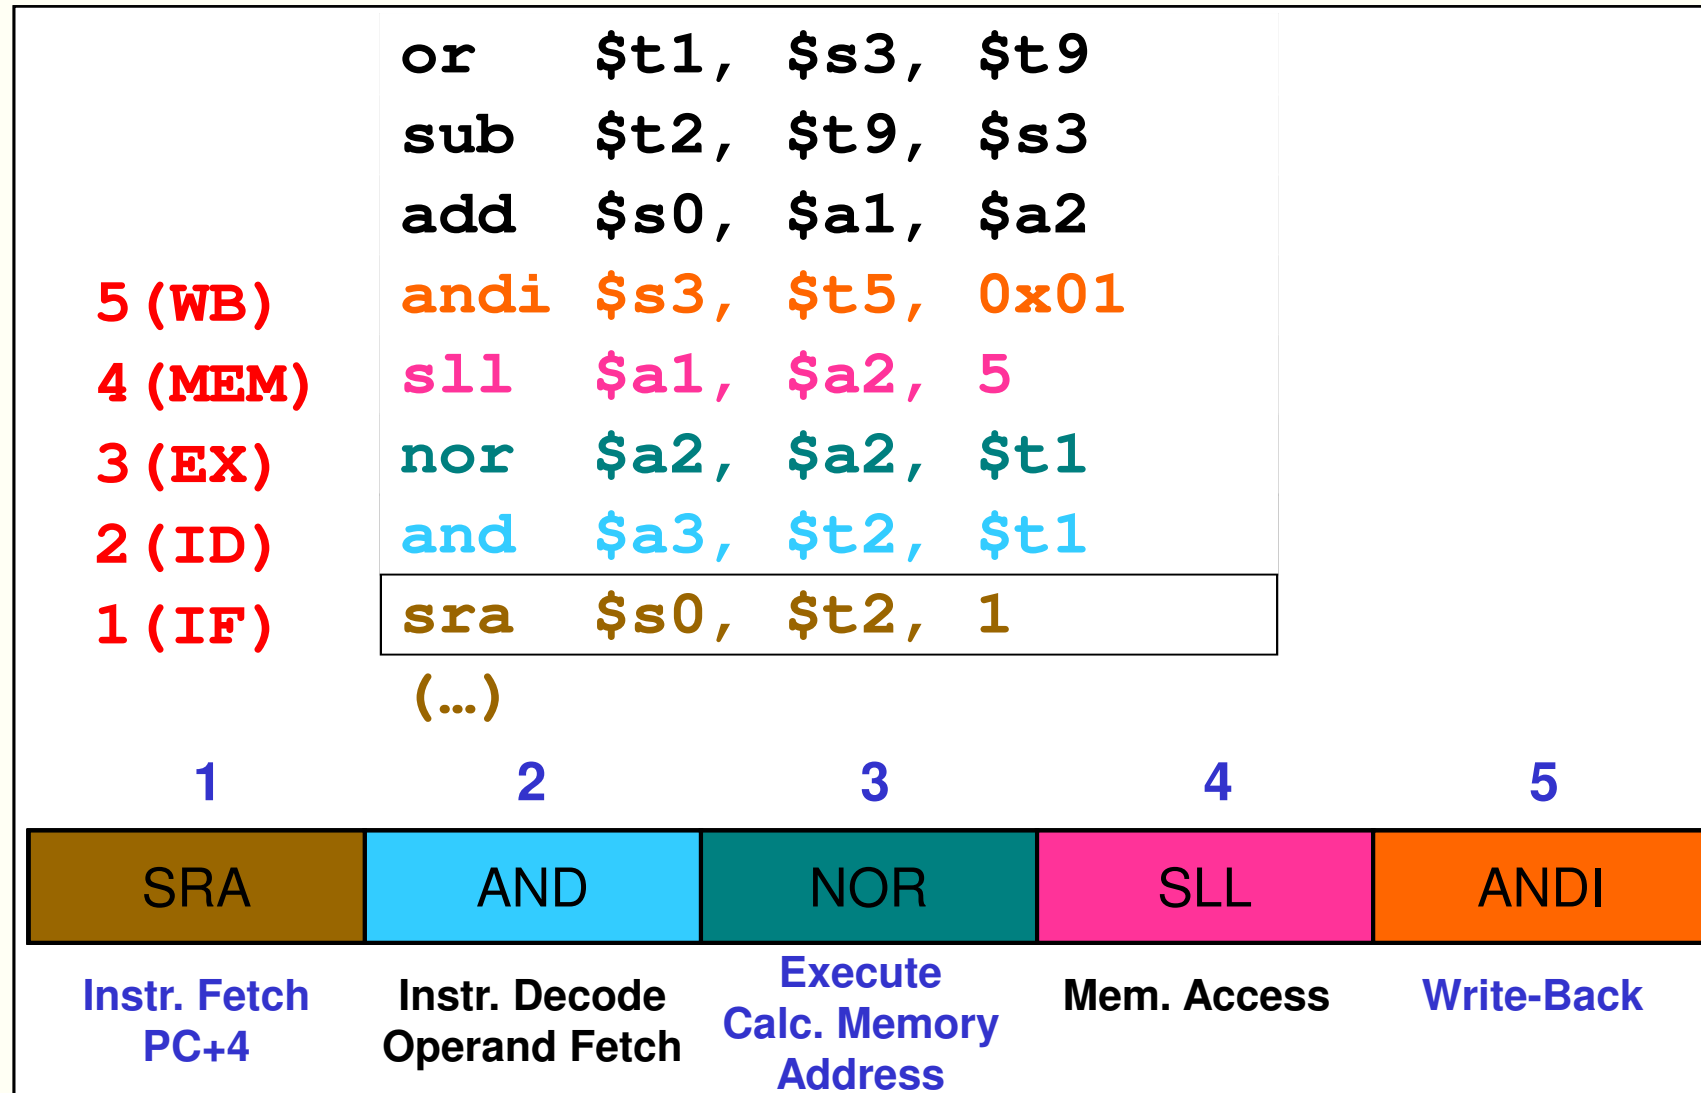 or $t1, $s3, $t9
sub $t2, $t9, $s3
add $s0, $a1, $a2
5(WB) andi $s3, $t5, 0x01
4(MEM) sll $a1, $a2, 5
3(EX) nor $a2, $a2, $t1
2(ID) and $a3, $t2, $t1
1(IF) sra $s0, $t2, 1
(…)
1 2 3 4 5
SRA AND NOR SLL ANDI
Instr. Fetch
PC+4
Instr. Decode
Operand Fetch
Execute
Calc. Memory
Address
Mem. Access
Write-Back